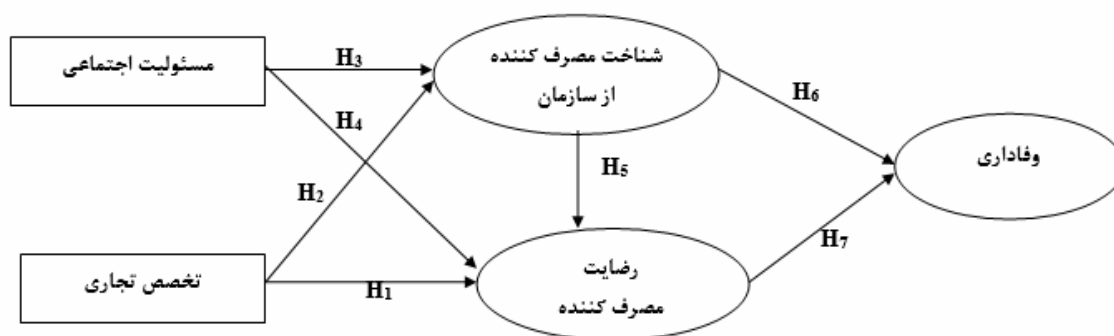 مسئولیت اجتماعی
H3
شناخت مصرف کننده
از سازمان
H6
H4
وفاداری
H5
H2
H7
رضایت
مصرف کننده
تخصص تجاری
H1